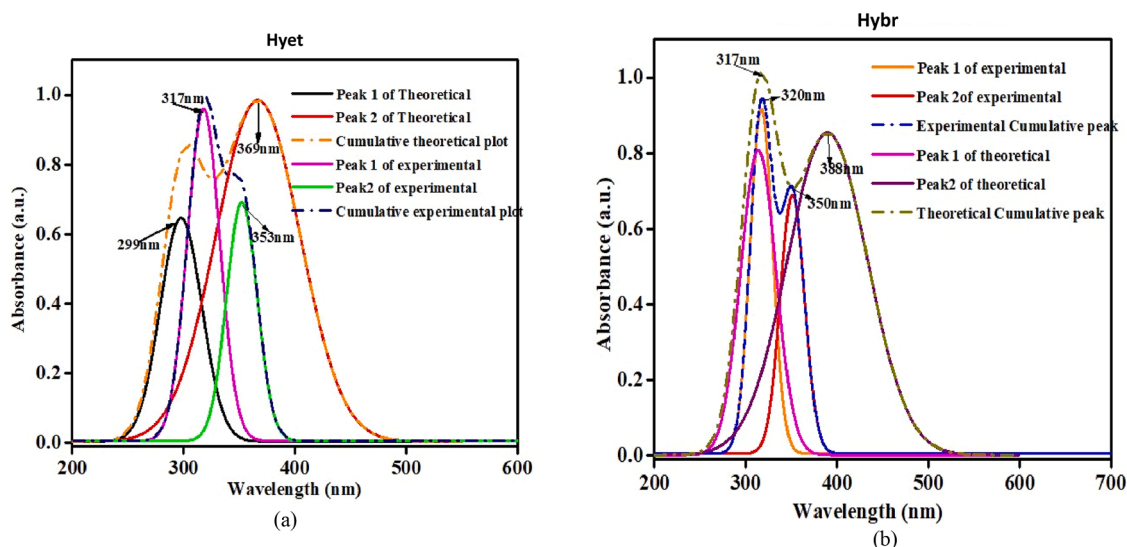 Hyet
1.0
0.8
0.6
0.4
0.2
0.0
Absorbance (a.u.)
200
300
400
500
600
Wavelength (nm)
317nm
369nm
299nm
353nm
Peak 1 of Theoretical
Peak 2 of Theoretical
Cumulative theoretical plot
Peak 1 of experimental
Peak2 of experimental
Cumulative experimental plot
(a)
Hybr
1.0
0.8
0.6
0.4
0.2
0.0
Absorbance (a.u.)
200
300
400
500
600
700
Wavelength (nm)
317nm
320nm
388nm
350nm
Peak 1 of experimental
Peak 2of experimental
Experimental Cumulative peak
Peak 1 of theoretical
Peak2 of theoretical
Theoretical Cumulative peak
(b)